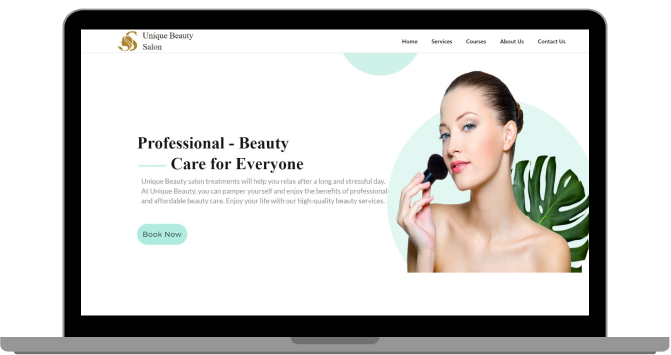 Unique Beauty
Salon
Home Services Courses About Us Contact Us
Professional - Beauty
Care for Everyone
Unique Beauty salon treatments will help you relax after a long and stressful day.
At Unique Beauty, you can pamper yourself and enjoy the benefits of professional
and affordable beauty care. Enjoy your life with our high-quality beauty services.
Book Now